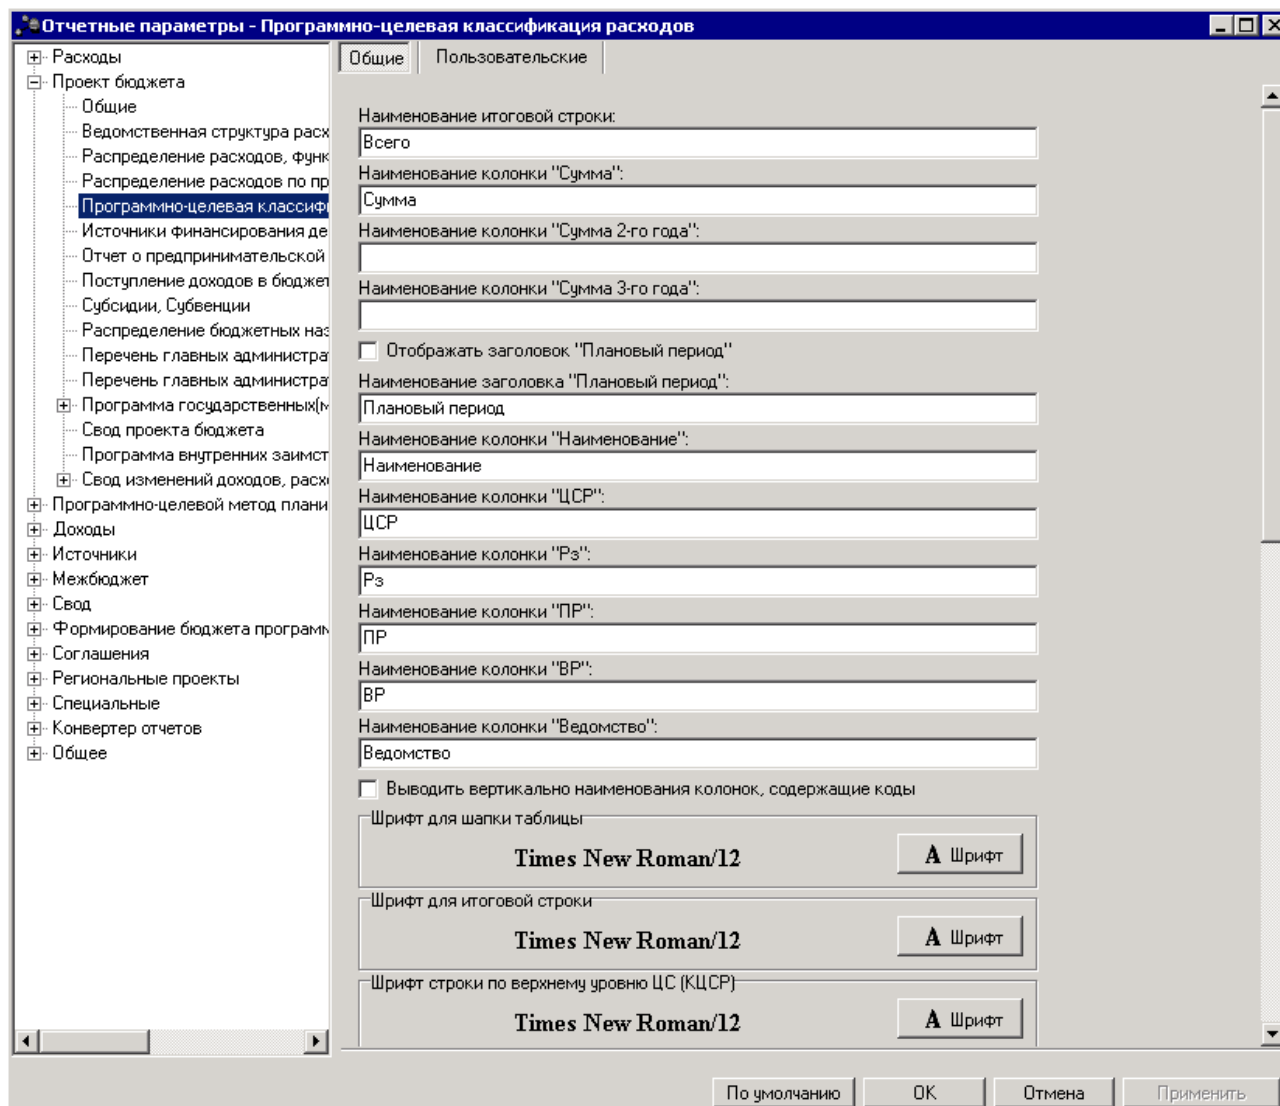 Отчетные параметры - Программно-целевая классификация расходов
Расходы
Проект бюджета
Общие
Ведомственная структура расх
Распределение расходов, функ
Распределение расходов по пр
Программно-целевая классифи
Источники финансирования де
Отчет о предпринимательской
Поступление доходов в бюджет
Субсидии, Субвенции
Распределение бюджетных наз
Перечень главных администра
Перечень главных администра
Программа государственных(м
Свод проекта бюджета
Программа внутренних заимст
Свод изменений доходов, расх
Программно-целевой метод плани
Доходы
Источники
Межбюджет
Свод
Формирование бюджета программ
Соглашения
Региональные проекты
Специальные
Конвертер отчетов
Общее
Общие
Пользовательские
Наименование итоговой строки:
Всего
Наименование колонки "Сумма":
Сумма
Наименование колонки "Сумма 2-го года":
Наименование колонки "Сумма 3-го года":
Отображать заголовок "Плановый период"
Наименование заголовка "Плановый период":
Плановый период
Наименование колонки "Наименование":
Наименование
Наименование колонки "ЦСР":
ЦСР
Наименование колонки "Рз":
Рз
Наименование колонки "ПР":
ПР
Наименование колонки "ВР":
ВР
Наименование колонки "Ведомство":
Ведомство
Выводить вертикально наименования колонок, содержащие коды
Шрифт для шапки таблицы
Times New Roman/12
А Шрифт
Шрифт для итоговой строки
Times New Roman/12
А Шрифт
Шрифт строки по верхнему уровню ЦС (КЦСР)
Times New Roman/12
А Шрифт
По умолчанию
OK
Отмена
Применить